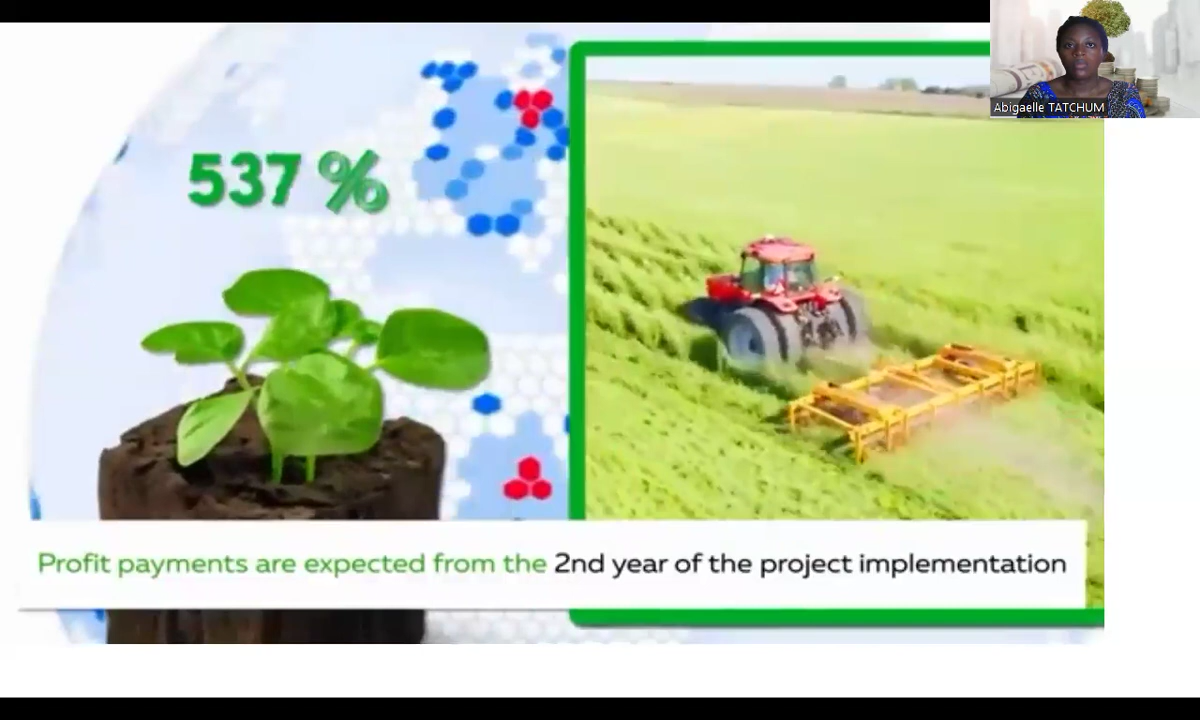 Abigaelle TATCHUM
537 %
Profit payments are expected from the 2nd year of the project implementation